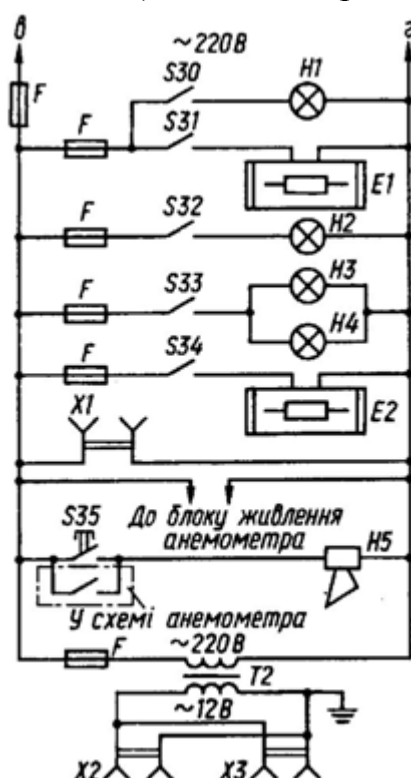 в г
~220В
S30 H1
F
F S31
E1
F S32 H2
F S33 H3
H4
F S34
E2
X1
До блоку живлення
анемометра
S35 H5
У схемі анемометра
F ~220В
T2
~12В
X2 X3